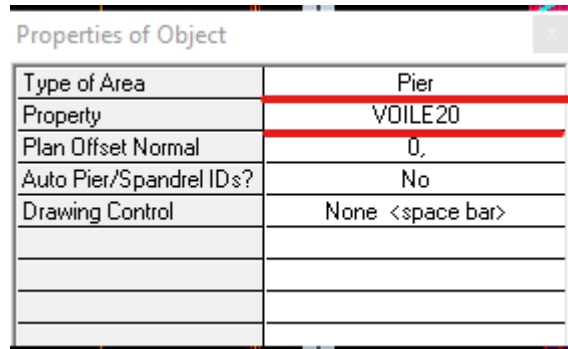 Properties of Object
Type of Area Pier
Property VOILE20
Plan Offset Normal 0,
Auto Pier/Spandrel IDs? No
Drawing Control None <space bar>